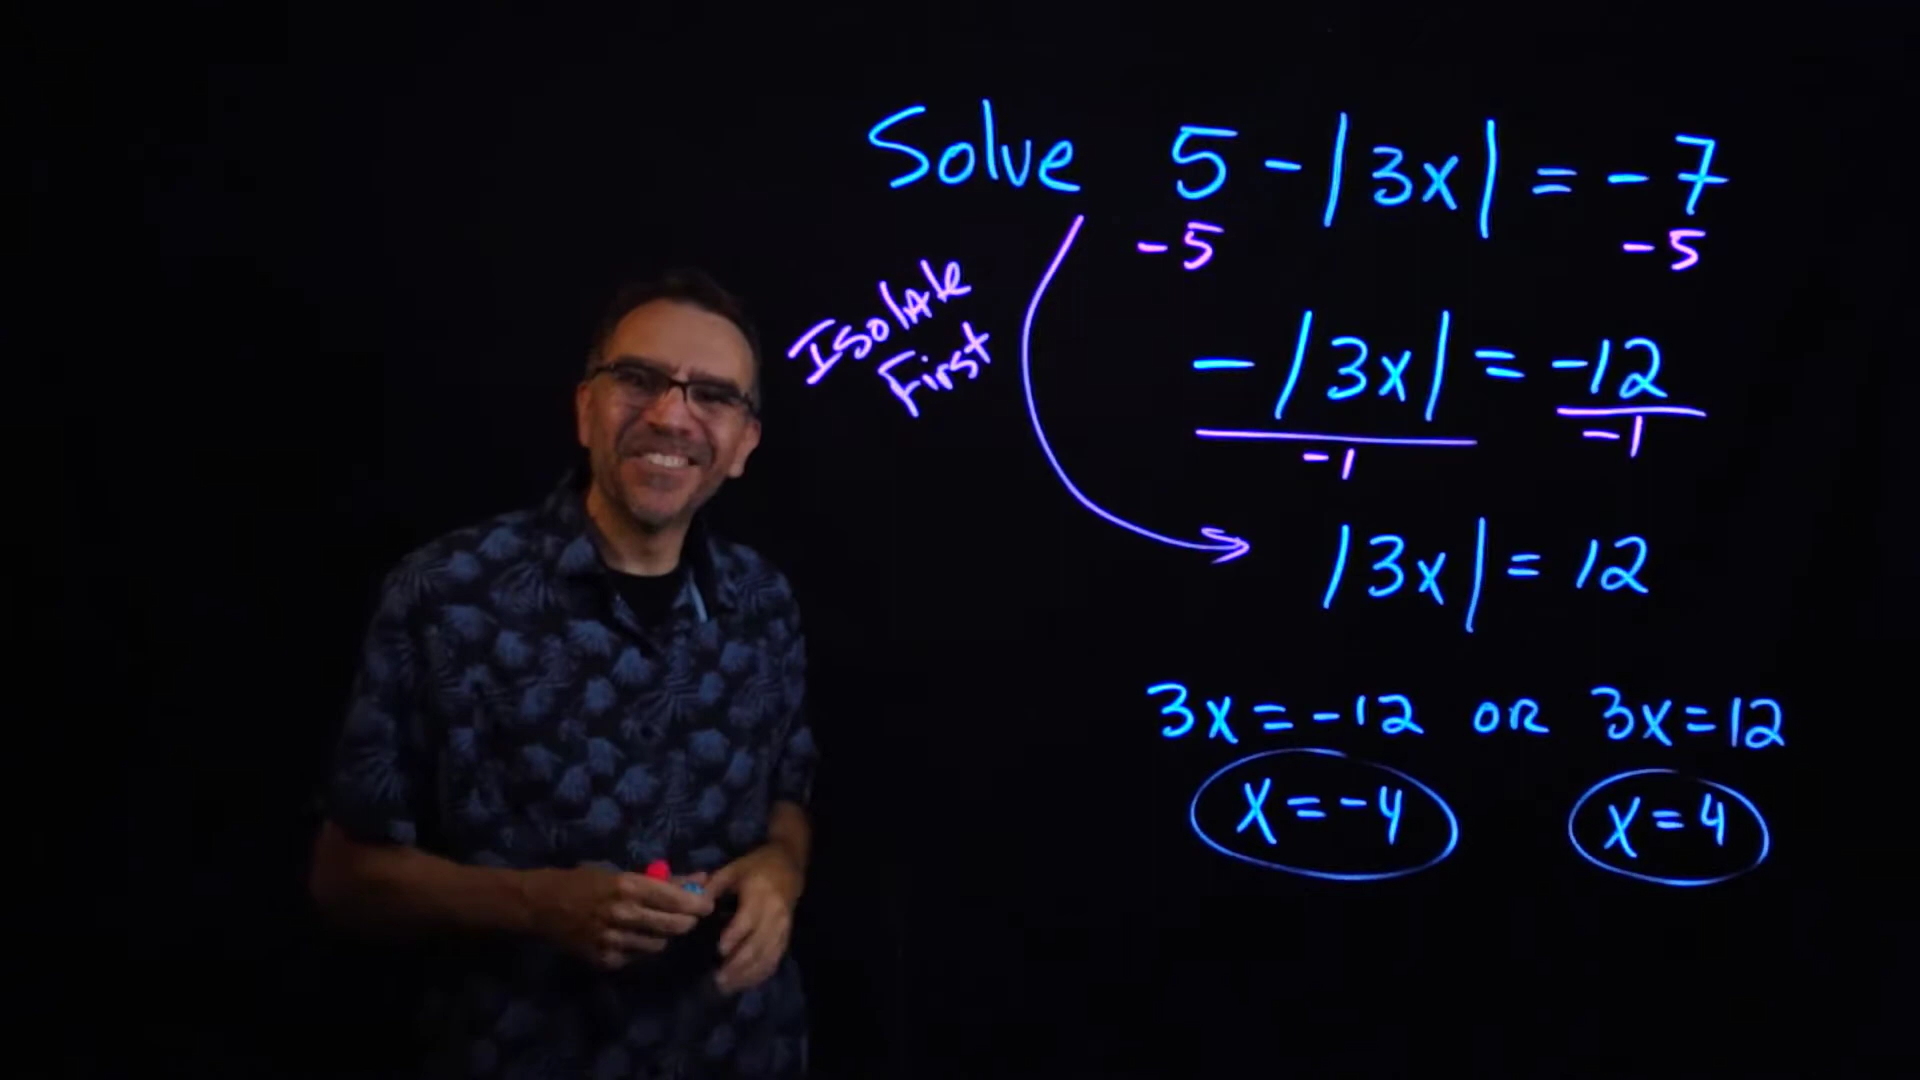 Solve 5 - |3x| = -7
-5 -5
Isolate
First
- |3x| = -12
-1 -1
|3x| = 12
3x = -12 OR 3x = 12
x = -4 x = 4